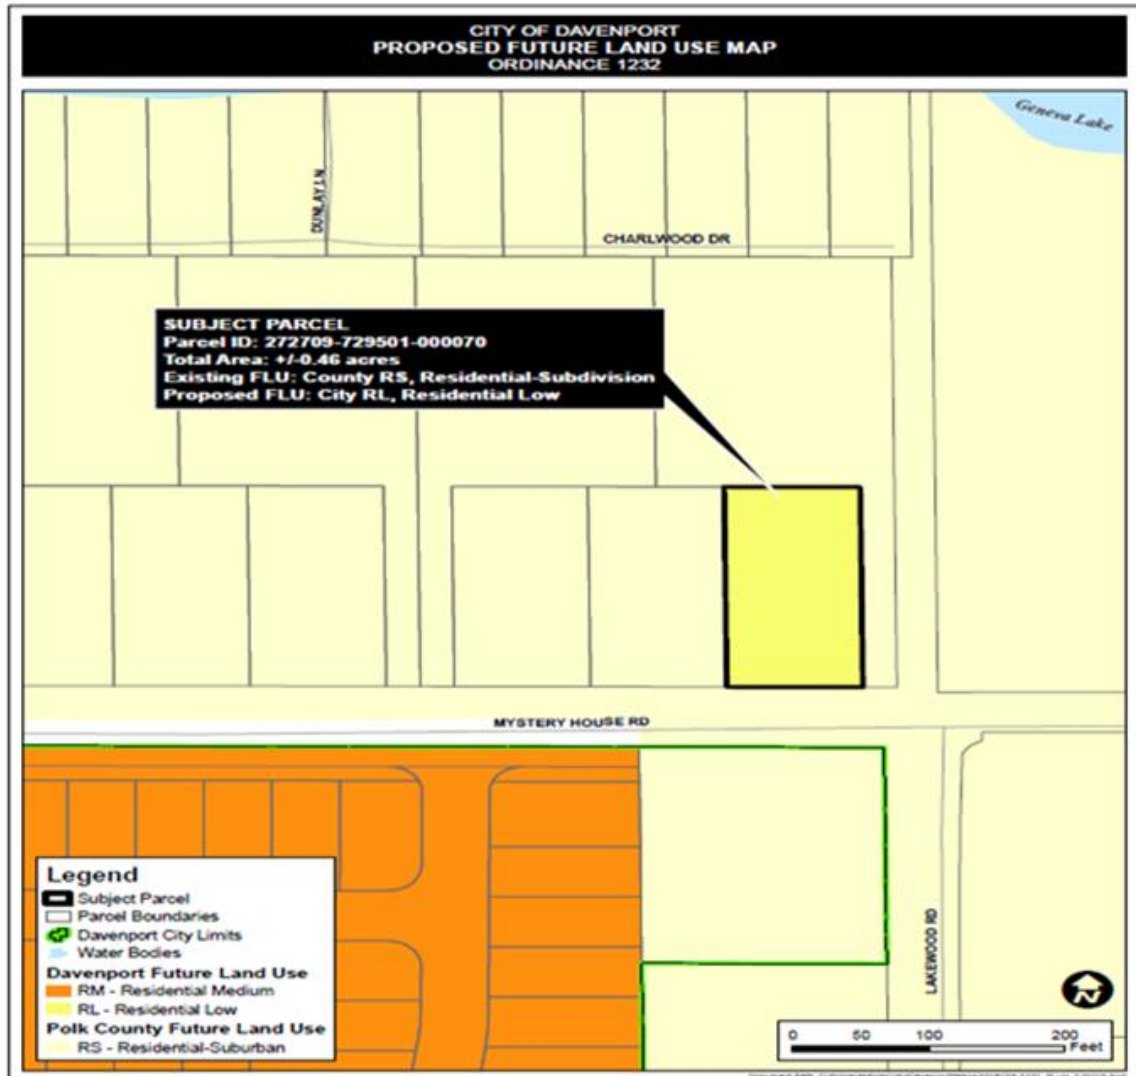 CITY OF DAVENPORT
PROPOSED FUTURE LAND USE MAP
ORDINANCE 1232
Geneva Lake
DUNLAY LN
CHARLWOOD DR
SUBJECT PARCEL
Parcel ID: 272709-729501-000070
Total Area: +/-0.46 acres
Existing FLU: County RS, Residential-Subdivision
Proposed FLU: City RL, Residential Low
MYSTERY HOUSE RD
LAKEWOOD RD
Legend
Subject Parcel
Parcel Boundaries
Davenport City Limits
Water Bodies
Davenport Future Land Use
RM - Residential Medium
RL - Residential Low
Polk County Future Land Use
RS - Residential-Suburban
N
0 50 100 200
Feet